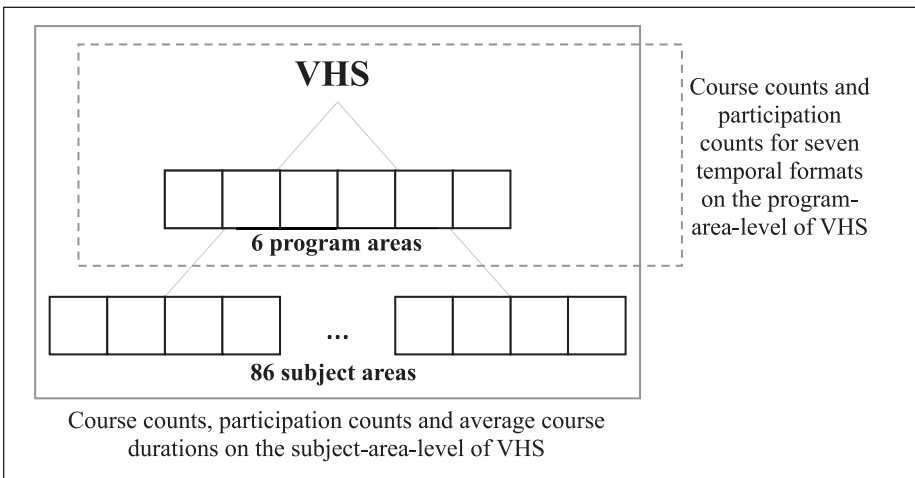 VHS
6 program areas
...
86 subject areas
Course counts, participation counts and average course
durations on the subject-area-level of VHS
Course counts and
participation
counts for seven
temporal formats
on the program-
area-level of VHS